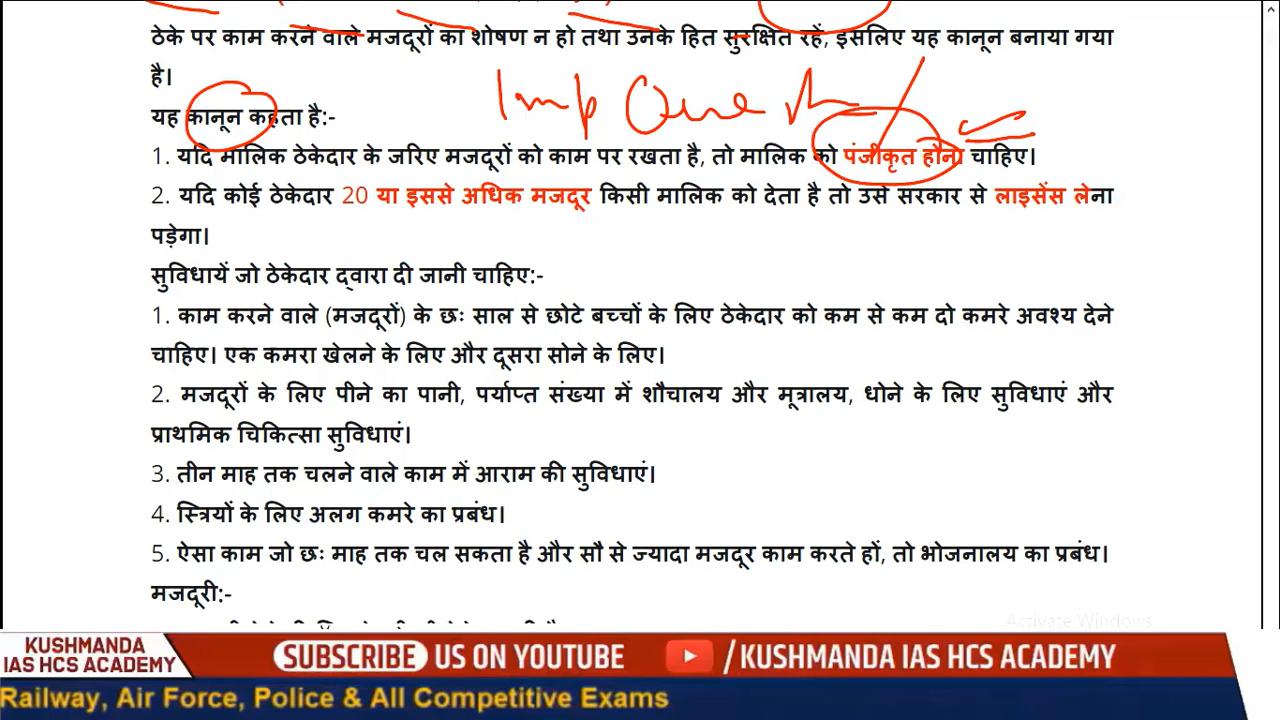 ठेके पर काम करने वाले मजदूरों का शोषण न हो तथा उनके हित सुरक्षित रहें, इसलिए यह कानून बनाया गया
है।
Imp Question
यह कानून कहता है:-
1. यदि मालिक ठेकेदार के जरिए मजदूरों को काम पर रखता है, तो मालिक को पंजीकृत होना चाहिए।
2. यदि कोई ठेकेदार 20 या इससे अधिक मजदूर किसी मालिक को देता है तो उसे सरकार से लाइसेंस लेना
पड़ेगा।
सुविधायें जो ठेकेदार द्वारा दी जानी चाहिए:-
1. काम करने वाले (मजदूरों) के छः साल से छोटे बच्चों के लिए ठेकेदार को कम से कम दो कमरे अवश्य देने
चाहिए। एक कमरा खेलने के लिए और दूसरा सोने के लिए।
2. मजदूरों के लिए पीने का पानी, पर्याप्त संख्या में शौचालय और मूत्रालय, धोने के लिए सुविधाएं और
प्राथमिक चिकित्सा सुविधाएं।
3. तीन माह तक चलने वाले काम में आराम की सुविधाएं।
4. स्त्रियों के लिए अलग कमरे का प्रबंध।
5. ऐसा काम जो छः माह तक चल सकता है और सौ से ज्यादा मजदूर काम करते हों, तो भोजनालय का प्रबंध।
मजदूरी:-
Activate Windows
KUSHMANDA
IAS HCS ACADEMY
SUBSCRIBE US ON YOUTUBE
/KUSHMANDA IAS HCS ACADEMY
Railway, Air Force, Police & All Competitive Exams